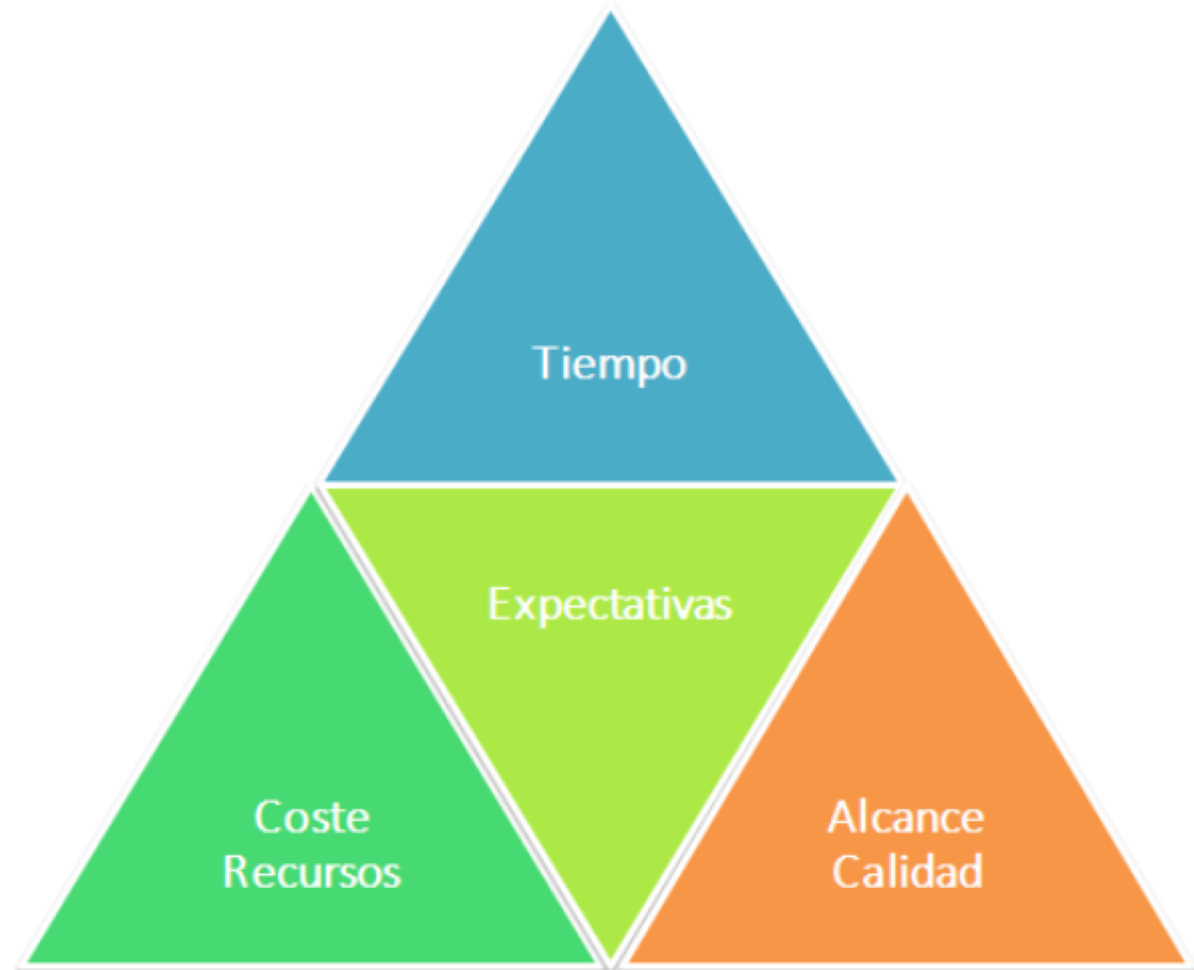 Tiempo
Expectativas
Coste
Recursos
Alcance
Calidad